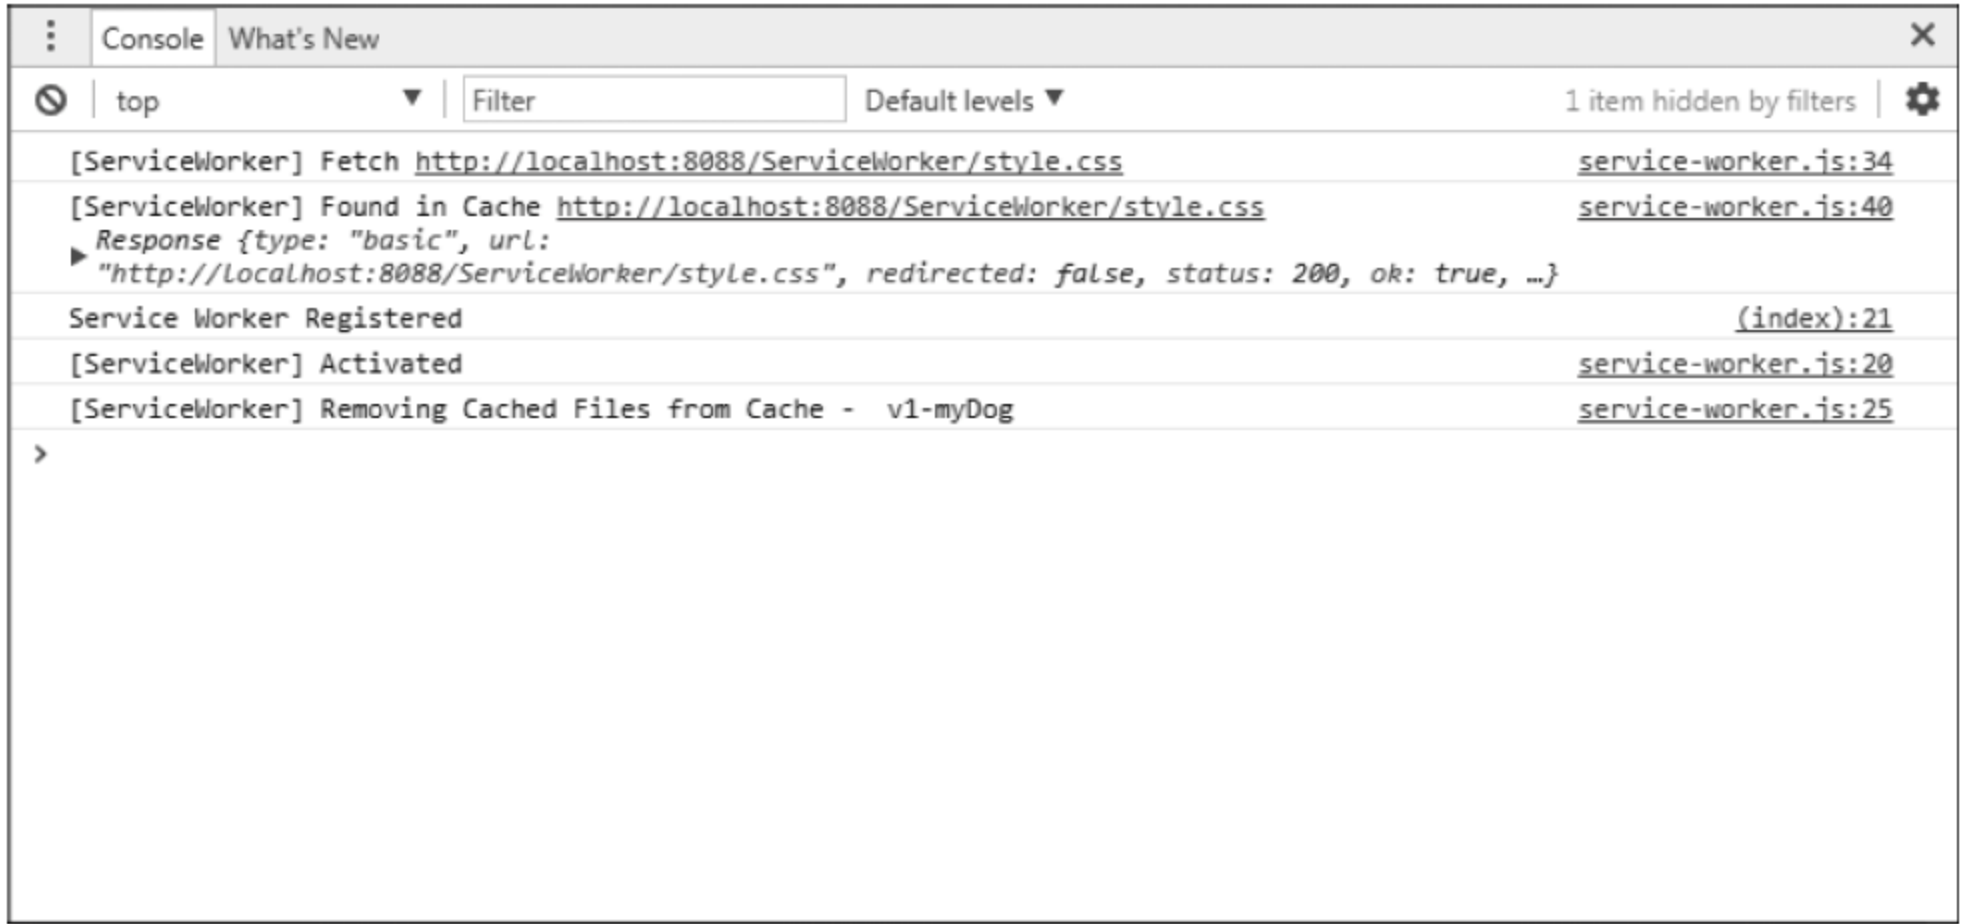 Console What's New
top Filter Default levels 1 item hidden by filters
[ServiceWorker] Fetch http://localhost:8088/ServiceWorker/style.css service-worker.js:34
[ServiceWorker] Found in Cache http://localhost:8088/ServiceWorker/style.css service-worker.js:40
Response {type: "basic", url:
"http://localhost:8088/ServiceWorker/style.css", redirected: false, status: 200, ok: true, …}
Service Worker Registered (index):21
[ServiceWorker] Activated service-worker.js:20
[ServiceWorker] Removing Cached Files from Cache -  v1-myDog service-worker.js:25